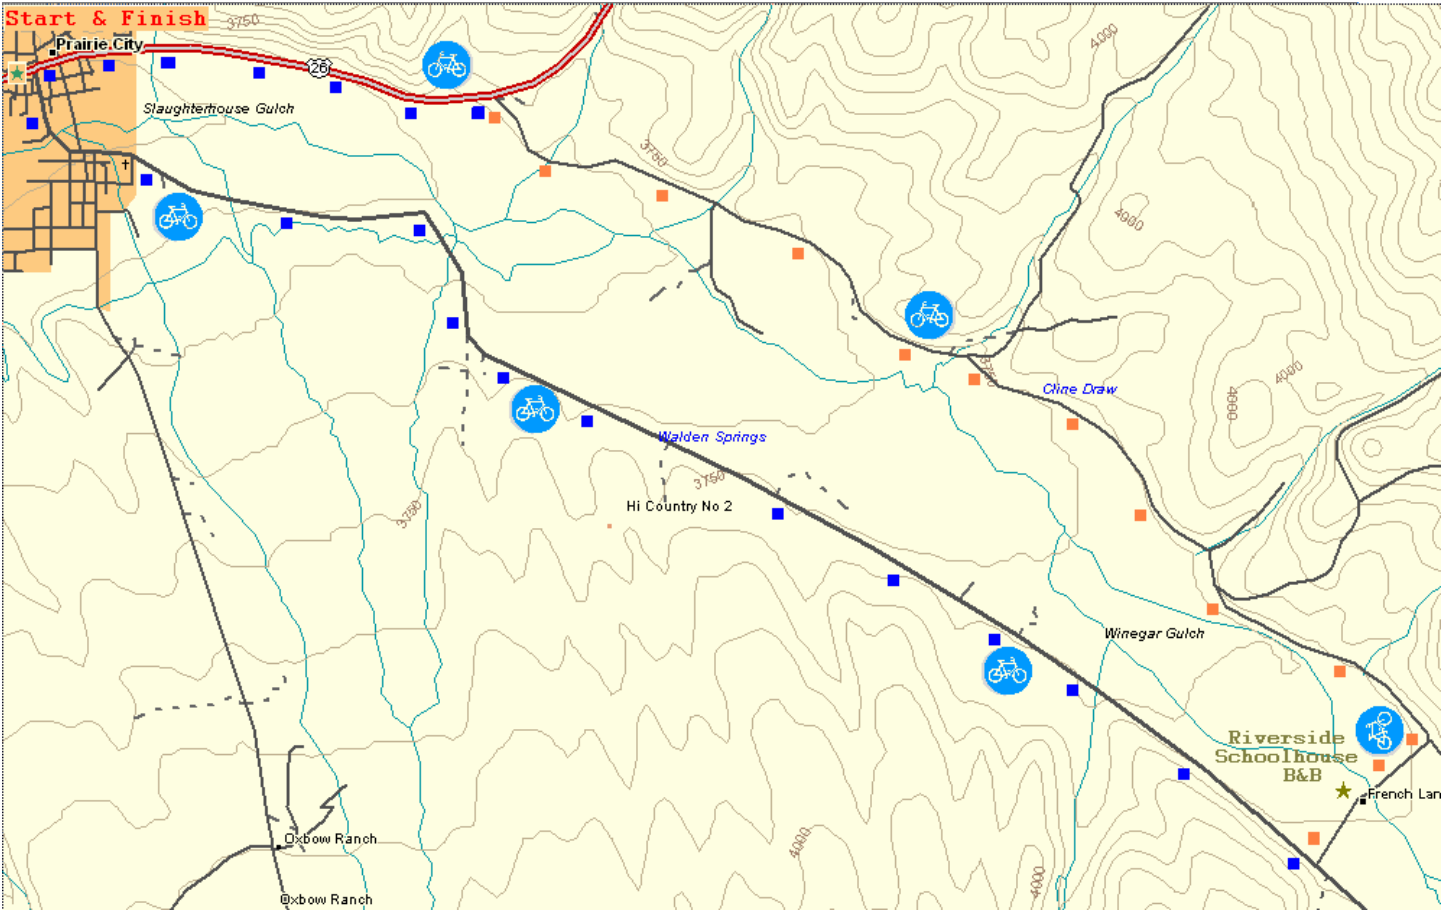 Start & Finish
3750
4000
Prairie City
26
Slaughterhouse Gulch
3750
4000
3750
4000
4000
Cline Draw
Walden Springs
3750
Hi Country No 2
3750
Winegar Gulch
Riverside
Schoolhouse
B&B
French Lan
Oxbow Ranch
4000
4000
Oxbow Ranch